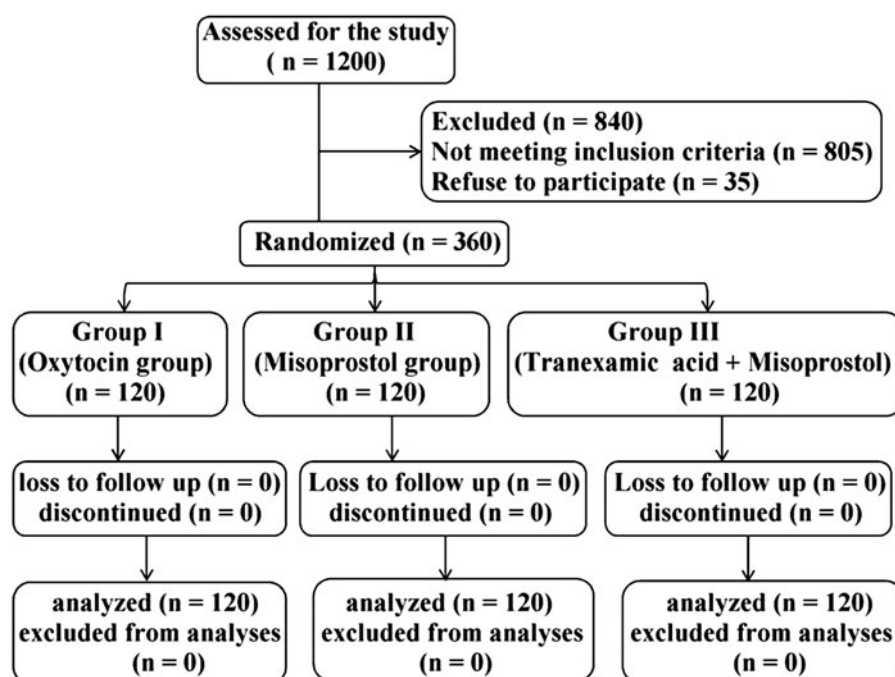 Assessed for the study
( n = 1200)
Excluded (n = 840)
Not meeting inclusion criteria (n = 805)
Refuse to participate (n = 35)
Randomized (n = 360)
Group I
(Oxytocin group)
(n = 120)
Group II
(Misoprostol group)
(n = 120)
Group III
(Tranexamic acid + Misoprostol)
(n = 120)
loss to follow up (n = 0)
discontinued (n = 0)
Loss to follow up (n = 0)
discontinued (n = 0)
Loss to follow up (n = 0)
discontinued (n = 0)
analyzed (n = 120)
excluded from analyses
(n = 0)
analyzed (n = 120)
excluded from analyses
(n = 0)
analyzed (n = 120)
excluded from analyses
(n = 0)